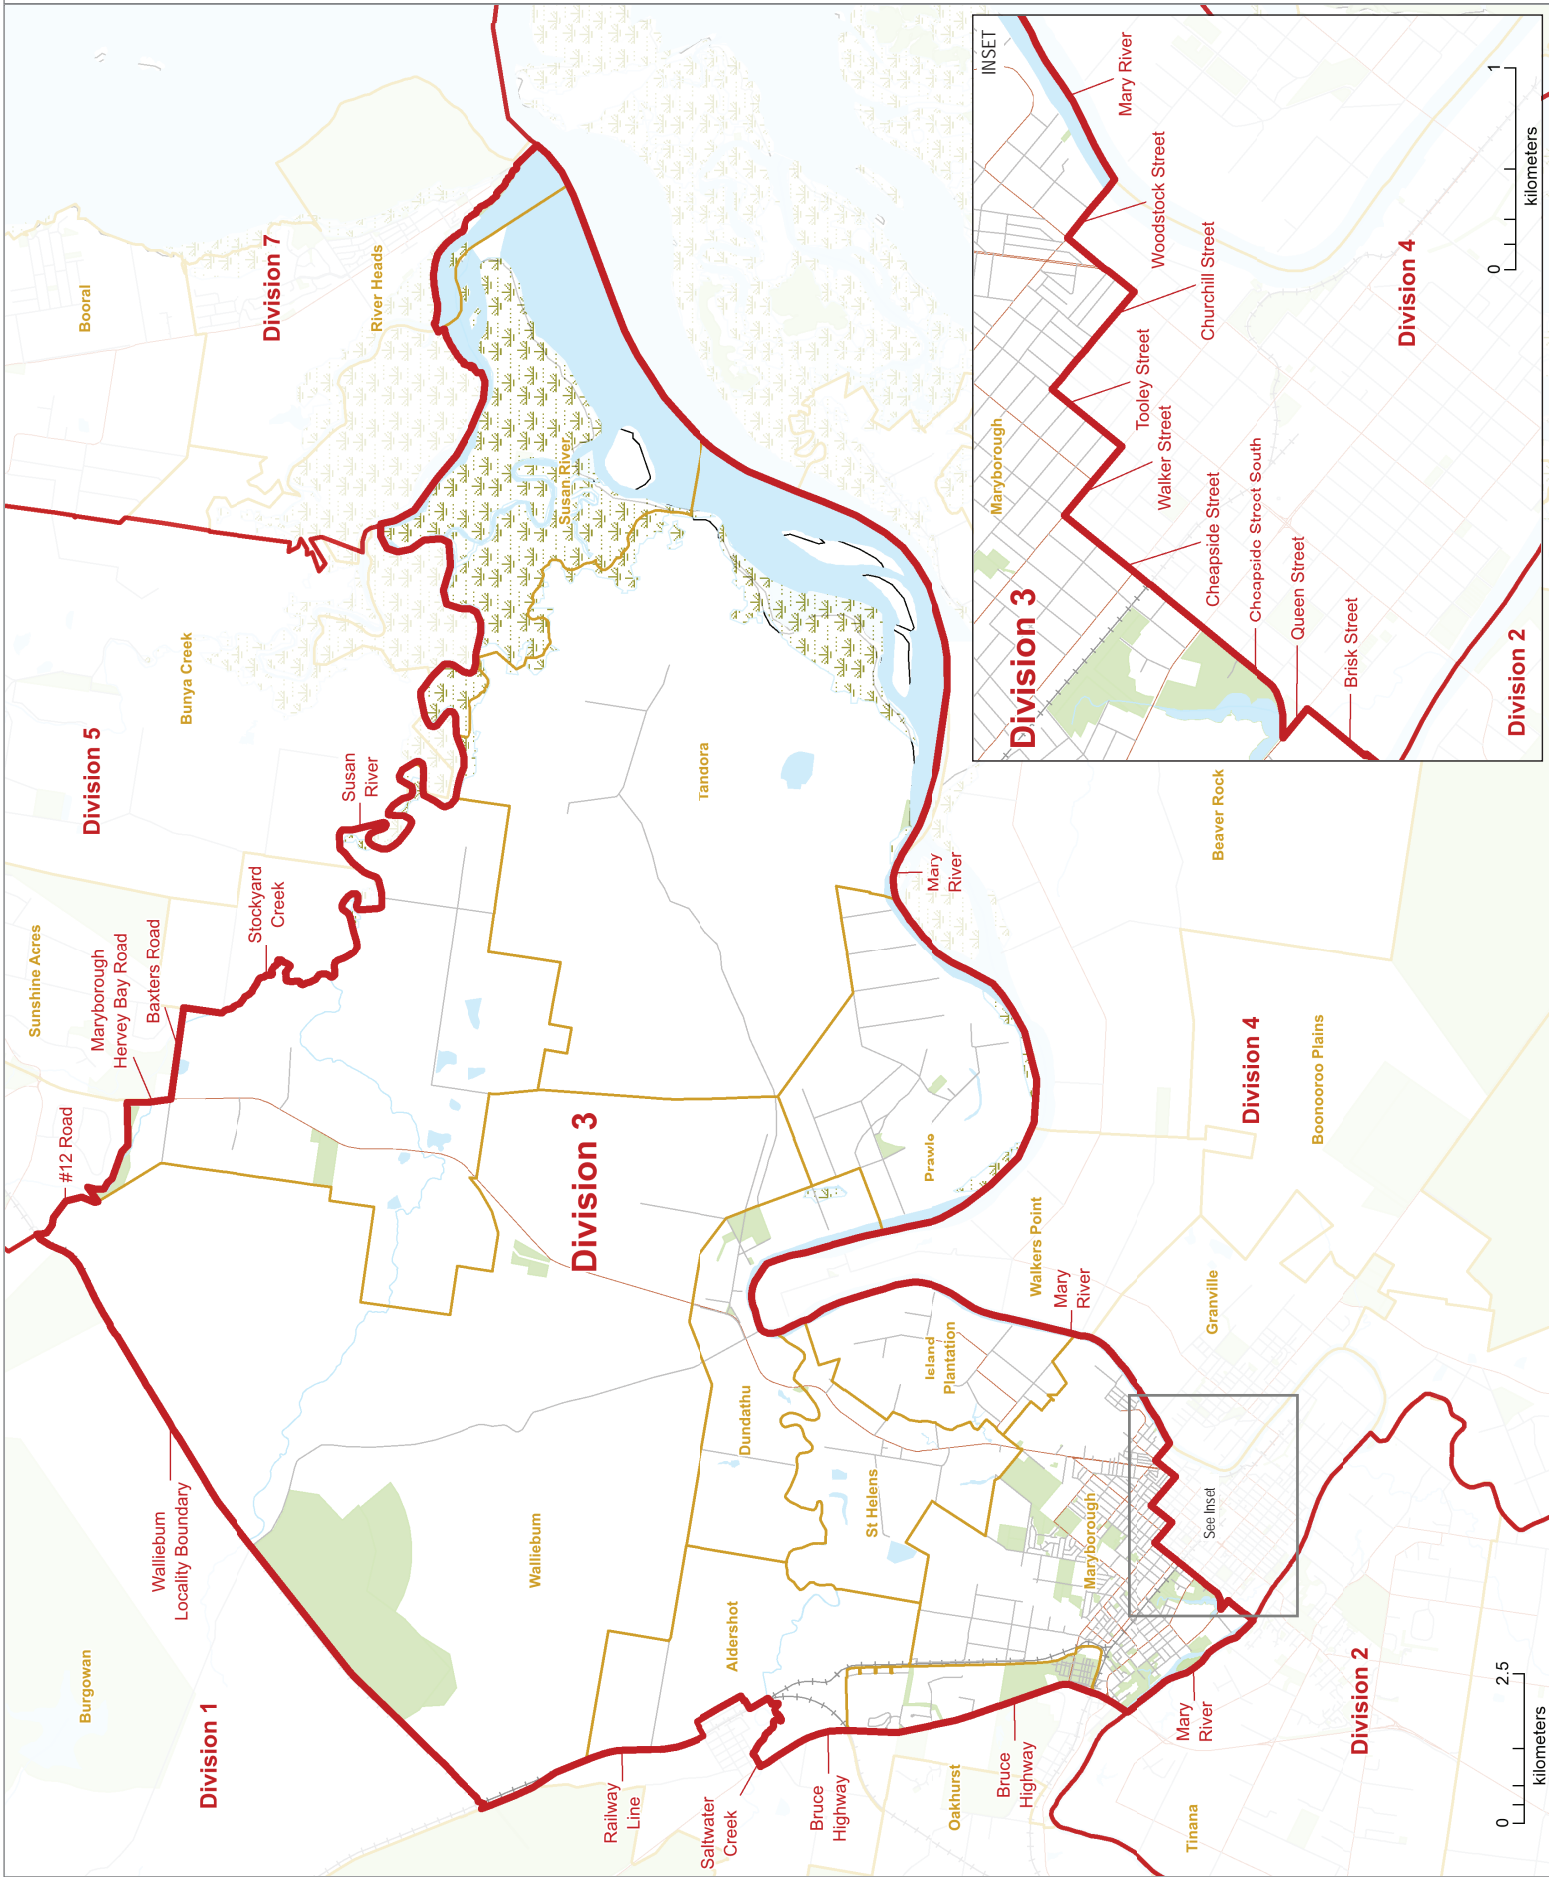 Burgowan
Division 1
Walliebum
Locality Boundary
#12 Road
Sunshine Acres
Maryborough
Hervey Bay Road
Baxters Road
Stockyard
Creek
Division 5
Bunya Creek
Susan
River
Booral
Division 7
River Heads
Susan River
Walliebum
Division 3
Tandora
Railway
Line
Aldershot
Dundathu
Saltwater
Creek
Bruce
Highway
St Helens
Island
Plantation
Prawle
Mary
River
Oakhurst
Bruce
Highway
Walkers Point
Mary
River
Maryborough
See Inset
Granville
Beaver Rock
Division 4
Boonooroo Plains
Mary
River
Tinana
Division 2
0
2.5
kilometers
INSET
Division 3
Maryborough
Mary River
Woodstock Street
Churchill Street
Tooley Street
Walker Street
Cheapside Street
Cheapside Street South
Queen Street
Brisk Street
Division 4
Division 2
0
1
kilometers